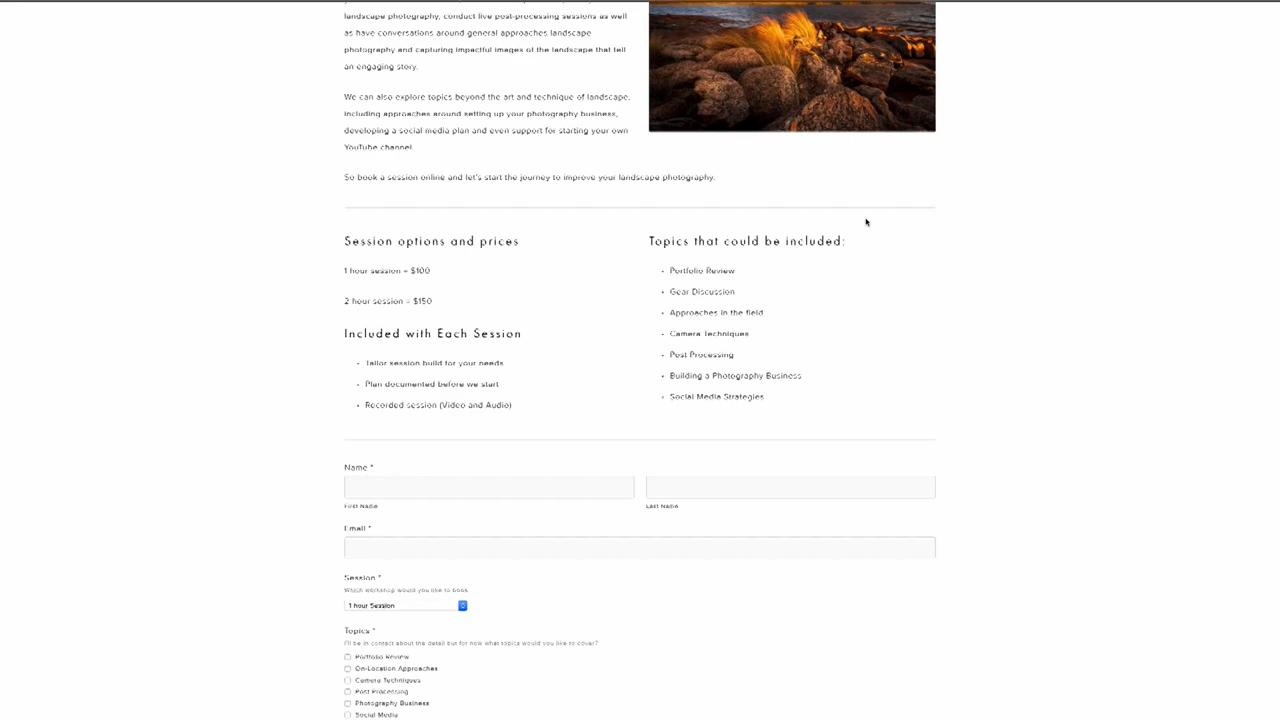 landscape photography, conduct live post-processing sessions as well
as have conversations around general approaches landscape
photography and capturing impactful images of the landscape that tell
an engaging story.
We can also explore topics beyond the art and technique of landscape,
including approaches around setting up your photography business,
developing a social media plan and even support for starting your own
YouTube channel.
So book a session online and let's start the journey to improve your landscape photography.
Session options and prices
1 hour session = $100
2 hour session = $150
Included with Each Session
• Tailor session build for your needs
• Plan documented before we start
• Recorded session (Video and Audio)
Topics that could be included:
• Portfolio Review
• Gear Discussion
• Approaches in the field
• Camera Techniques
• Post Processing
• Building a Photography Business
• Social Media Strategies
Name *
First Name
Last Name
Email *
Session *
Which workshop would you like to book
1 hour Session
Topics *
I'll be in contact about the detail but for now what topics would you like to cover?
Portfolio Review
On-Location Approaches
Camera Techniques
Post Processing
Photography Business
Social Media